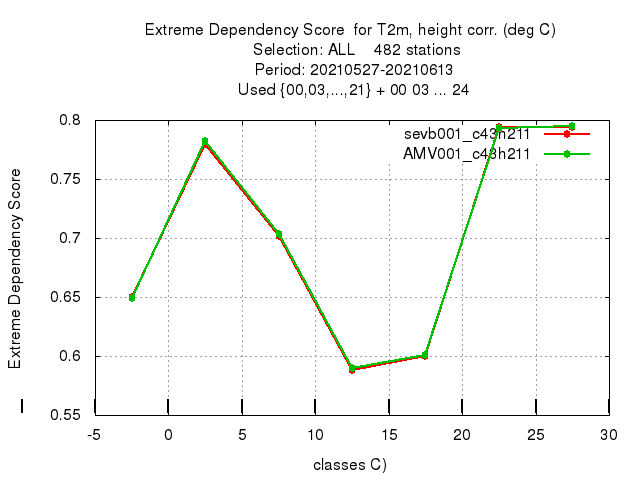 Extreme Dependency Score for T2m, height corr. (deg C)
Selection: ALL 482 stations
Period: 20210527-20210613
Used {00,03,...,21} + 00 03 ... 24
sevb001_c43h211
AMV001_c43h211
Extreme Dependency Score
0.8
0.75
0.7
0.65
0.6
0.55
-5 0 5 10 15 20 25 30
classes C)